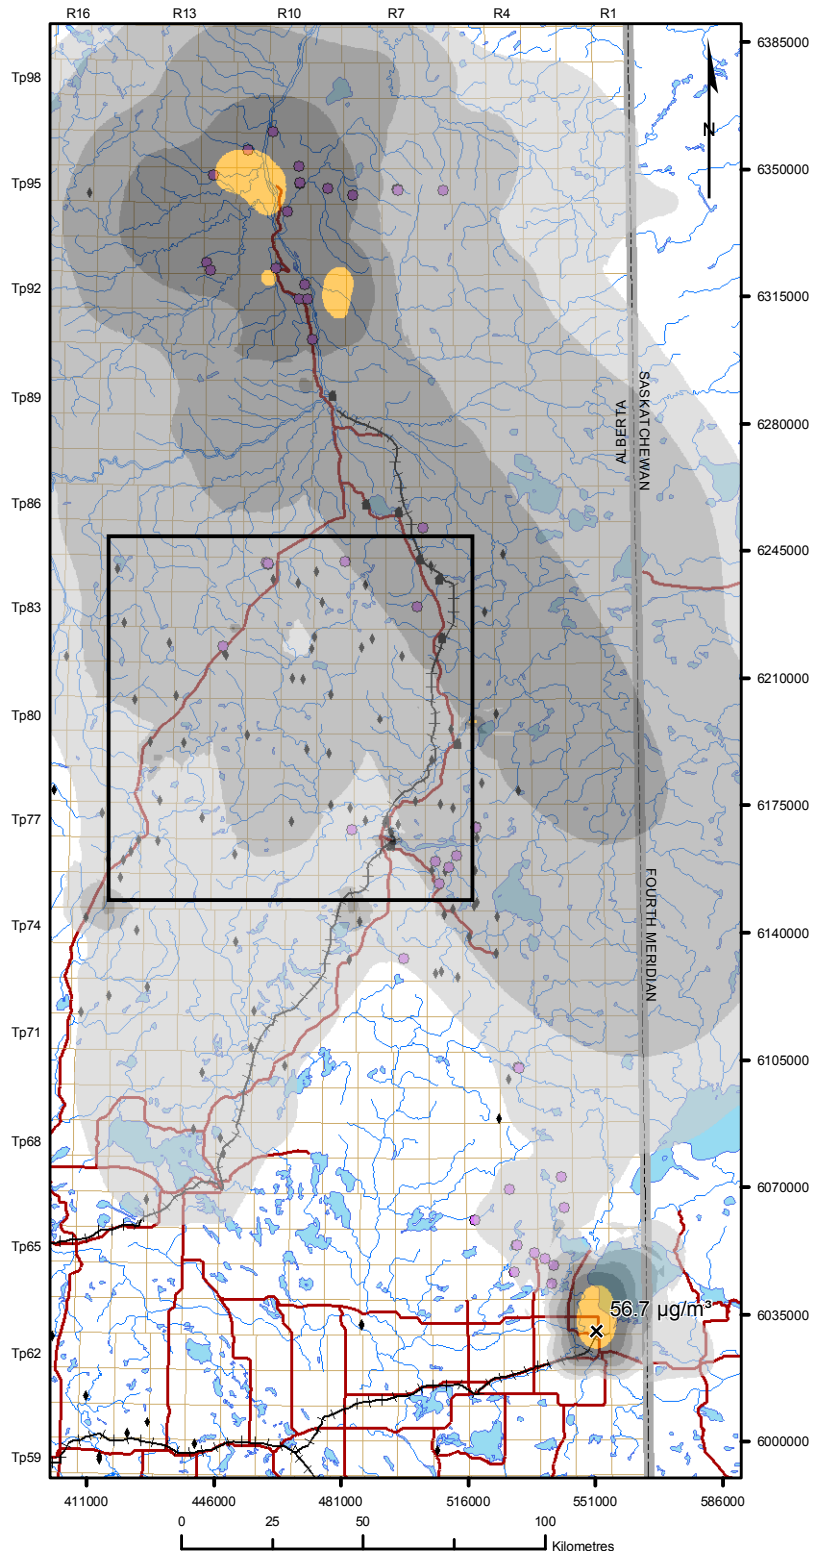 R16 R13 R10 R7 R4 R1
Tp98
Tp95
Tp92
Tp89
Tp86
Tp83
Tp80
Tp77
Tp74
Tp71
Tp68
Tp65
Tp62
Tp59
6385000
6350000
6315000
6280000
6245000
6210000
6175000
6140000
6105000
6070000
6035000
6000000
N
ALBERTA
SASKATCHEWAN
FOURTH MERIDIAN
56.7 µg/m³
411000 446000 481000 516000 551000 586000
0 25 50 100
Kilometres